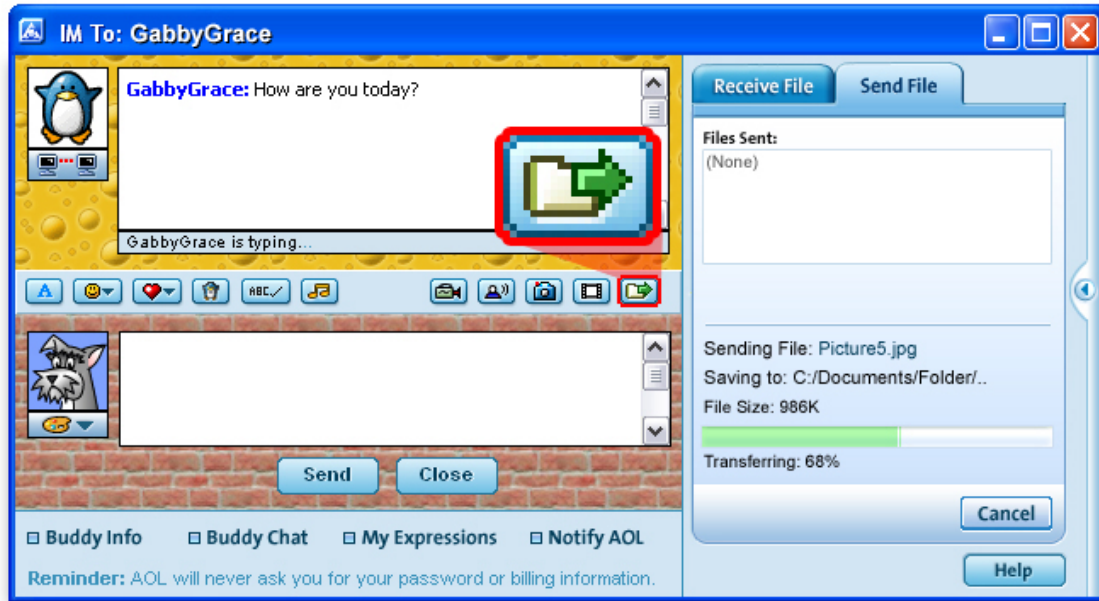 IM To: GabbyGrace
GabbyGrace: How are you today?
GabbyGrace is typing...
A
ABC
Send Close
Buddy Info Buddy Chat My Expressions Notify AOL
Reminder: AOL will never ask you for your password or billing information.
Receive File Send File
Files Sent:
(None)
Sending File: Picture5.jpg
Saving to: C:/Documents/Folder/..
File Size: 986K
Transferring: 68%
Cancel
Help